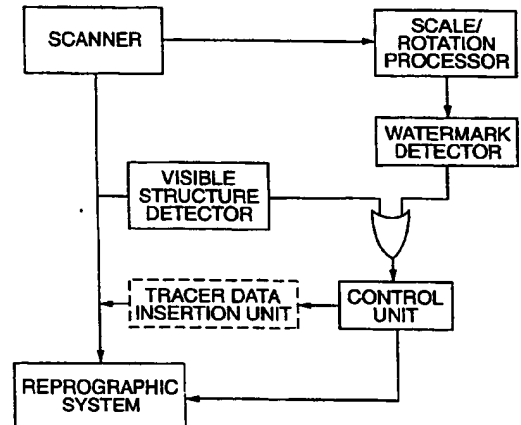 SCANNER
SCALE/
ROTATION
PROCESSOR
WATERMARK
DETECTOR
VISIBLE
STRUCTURE
DETECTOR
TRACER DATA
INSERTION UNIT
CONTROL
UNIT
REPROGRAPHIC
SYSTEM